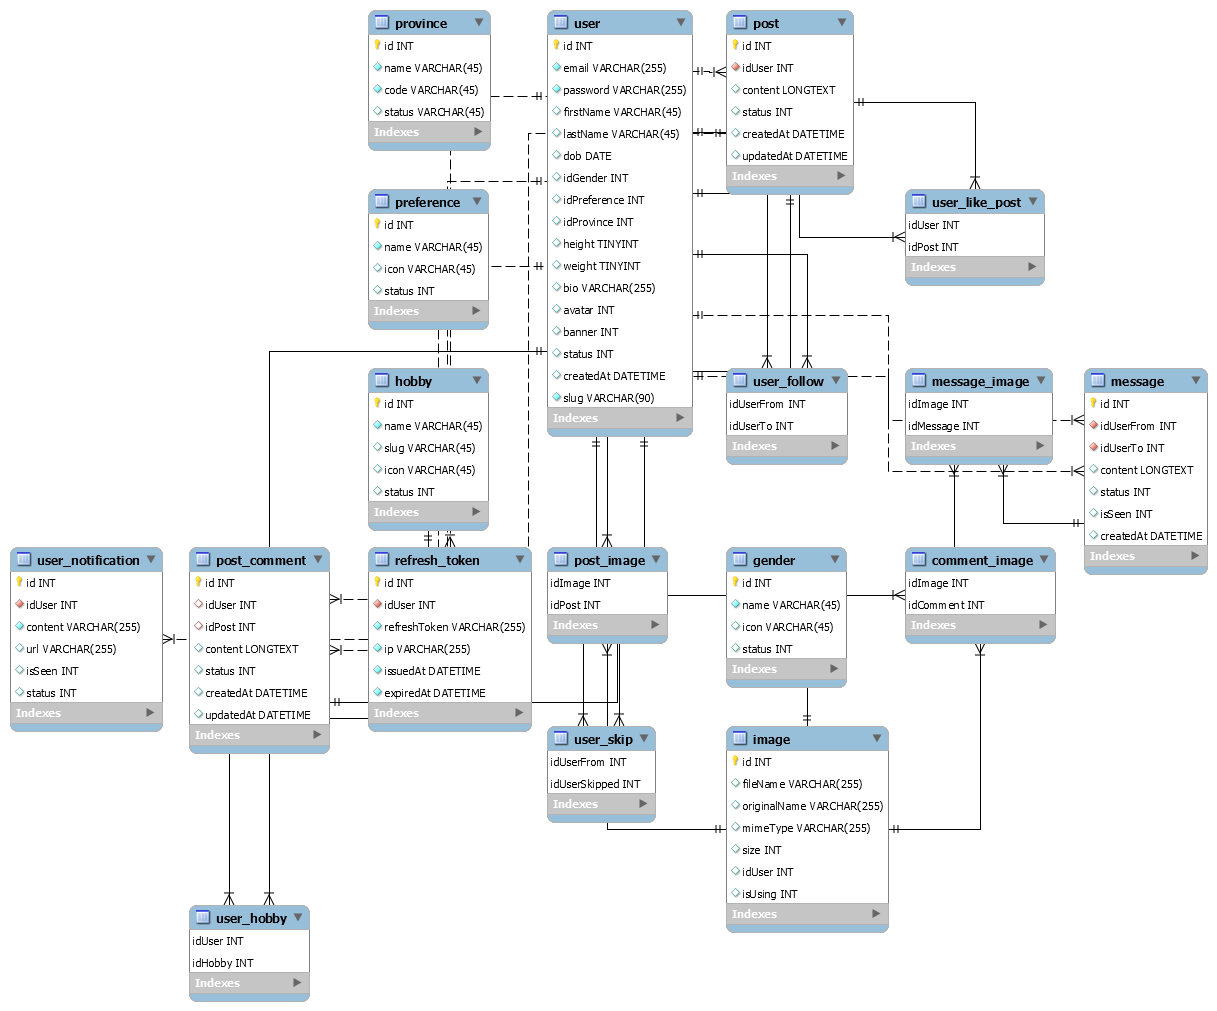 province
id INT
name VARCHAR(45)
code VARCHAR(45)
status VARCHAR(45)
Indexes
user
id INT
email VARCHAR(255)
password VARCHAR(255)
firstName VARCHAR(45)
lastName VARCHAR(45)
dob DATE
idGender INT
idPreference INT
idProvince INT
height TINYINT
weight TINYINT
bio VARCHAR(255)
avatar INT
banner INT
status INT
createdAt DATETIME
slug VARCHAR(90)
Indexes
post
id INT
idUser INT
content LONGTEXT
status INT
createdAt DATETIME
updatedAt DATETIME
Indexes
preference
id INT
name VARCHAR(45)
icon VARCHAR(45)
status INT
Indexes
user_like_post
idUser INT
idPost INT
Indexes
hobby
id INT
name VARCHAR(45)
slug VARCHAR(45)
icon VARCHAR(45)
status INT
Indexes
user_follow
idUserFrom INT
idUserTo INT
Indexes
message_image
idImage INT
idMessage INT
Indexes
message
id INT
idUserFrom INT
idUserTo INT
content LONGTEXT
status INT
isSeen INT
createdAt DATETIME
Indexes
user_notification
id INT
idUser INT
content VARCHAR(255)
url VARCHAR(255)
isSeen INT
status INT
Indexes
post_comment
id INT
idUser INT
idPost INT
content LONGTEXT
status INT
createdAt DATETIME
updatedAt DATETIME
Indexes
refresh_token
id INT
idUser INT
refreshToken VARCHAR(255)
ip VARCHAR(255)
issuedAt DATETIME
expiredAt DATETIME
Indexes
post_image
idImage INT
idPost INT
Indexes
gender
id INT
name VARCHAR(45)
icon VARCHAR(45)
status INT
Indexes
comment_image
idImage INT
idComment INT
Indexes
user_skip
idUserFrom INT
idUserSkipped INT
Indexes
image
id INT
fileName VARCHAR(255)
originalName VARCHAR(255)
mimeType VARCHAR(255)
size INT
idUser INT
isUsing INT
Indexes
user_hobby
idUser INT
idHobby INT
Indexes